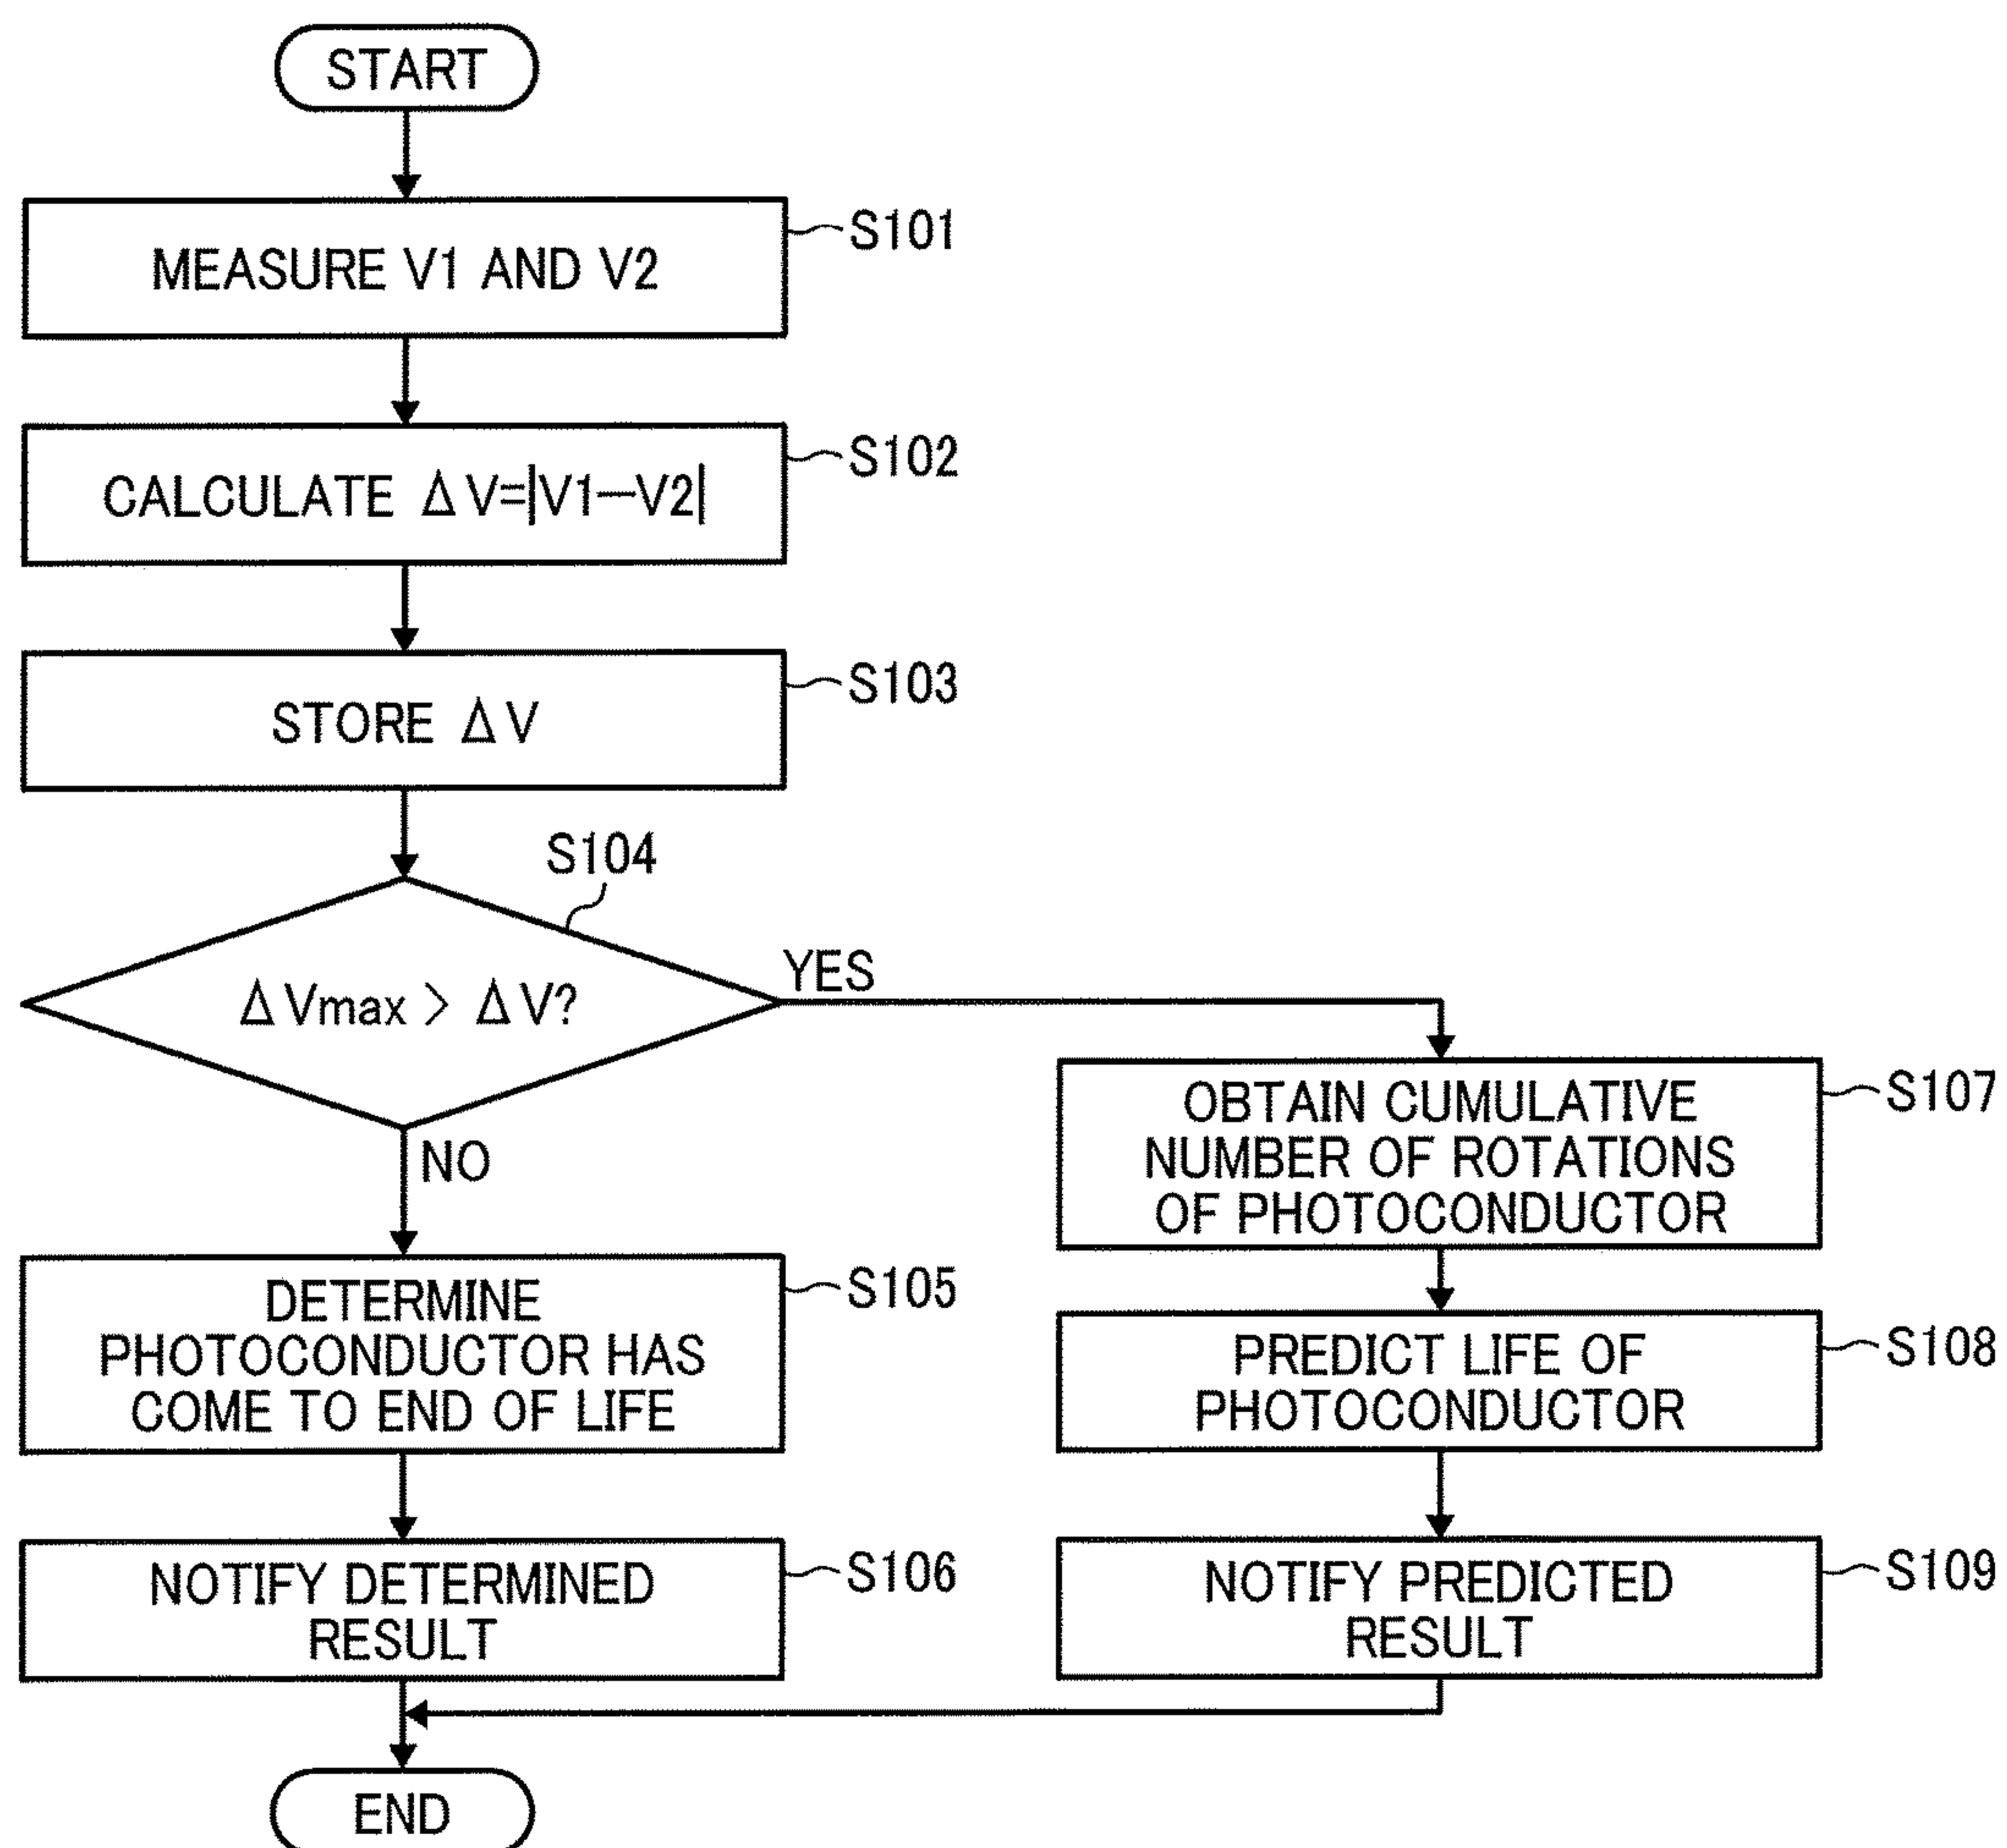 START
MEASURE V1 AND V2
S101
CALCULATE ΔV=|V1−V2|
S102
STORE ΔV
S103
S104
ΔVmax > ΔV?
YES
NO
DETERMINE
PHOTOCONDUCTOR HAS
COME TO END OF LIFE
S105
NOTIFY DETERMINED
RESULT
S106
OBTAIN CUMULATIVE
NUMBER OF ROTATIONS
OF PHOTOCONDUCTOR
S107
PREDICT LIFE OF
PHOTOCONDUCTOR
S108
NOTIFY PREDICTED
RESULT
S109
END